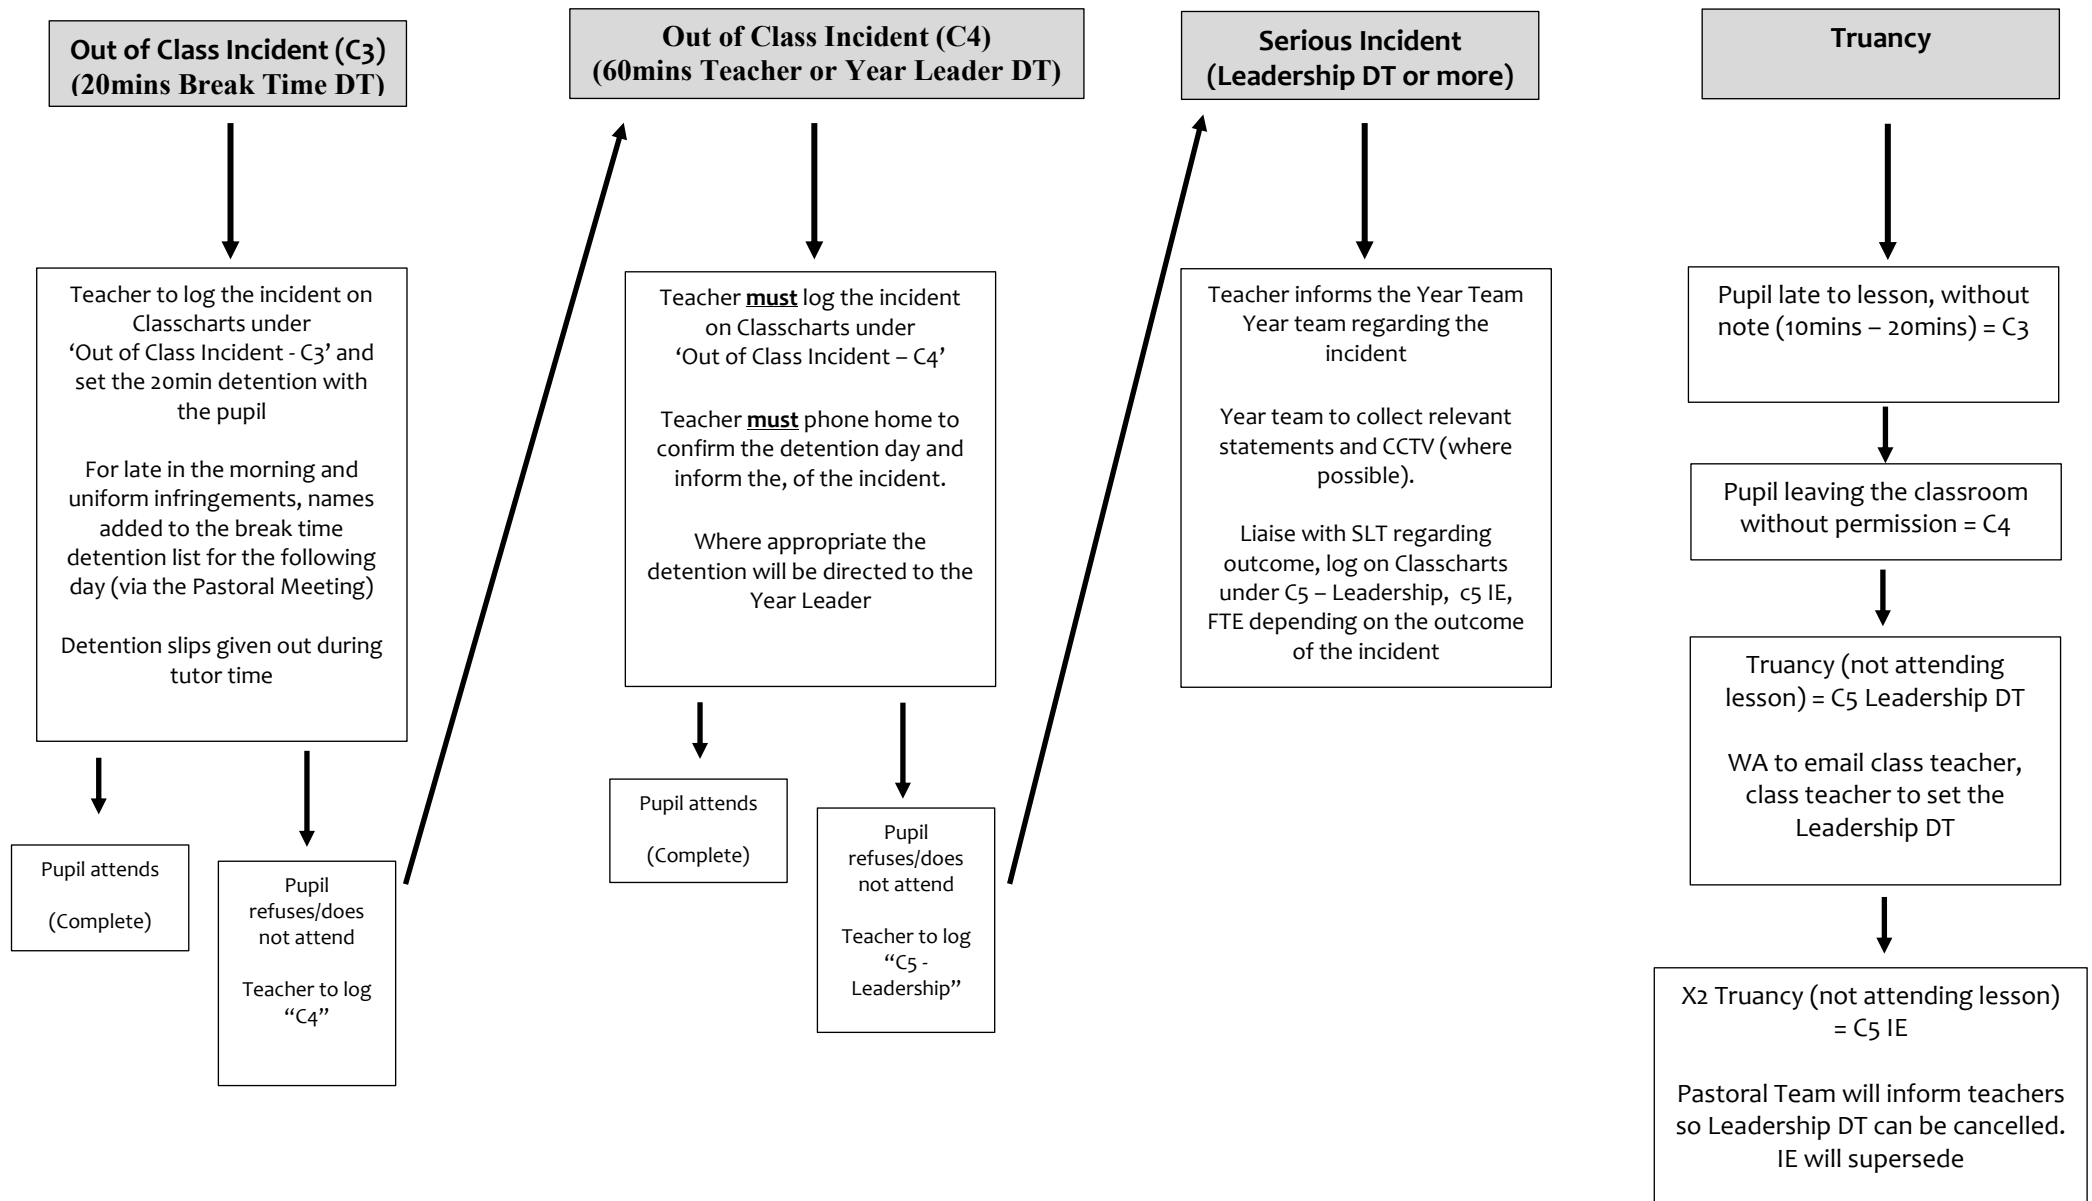 Out of Class Incident (C3)
(20mins Break Time DT)
Teacher to log the incident on
Classcharts under
‘Out of Class Incident - C3’ and
set the 20min detention with
the pupil
For late in the morning and
uniform infringements, names
added to the break time
detention list for the following
day (via the Pastoral Meeting)
Detention slips given out during
tutor time
Pupil attends
(Complete)
Pupil
refuses/does
not attend
Teacher to log
“C4”
Out of Class Incident (C4)
(60mins Teacher or Year Leader DT)
Teacher must log the incident
on Classcharts under
‘Out of Class Incident – C4’
Teacher must phone home to
confirm the detention day and
inform the, of the incident.
Where appropriate the
detention will be directed to the
Year Leader
Pupil attends
(Complete)
Pupil
refuses/does
not attend
Teacher to log
“C5 -
Leadership”
Serious Incident
(Leadership DT or more)
Teacher informs the Year Team
Year team regarding the
incident
Year team to collect relevant
statements and CCTV (where
possible).
Liaise with SLT regarding
outcome, log on Classcharts
under C5 – Leadership, c5 IE,
FTE depending on the outcome
of the incident
Truancy
Pupil late to lesson, without
note (10mins – 20mins) = C3
Pupil leaving the classroom
without permission = C4
Truancy (not attending
lesson) = C5 Leadership DT
WA to email class teacher,
class teacher to set the
Leadership DT
X2 Truancy (not attending lesson)
= C5 IE
Pastoral Team will inform teachers
so Leadership DT can be cancelled.
IE will supersede